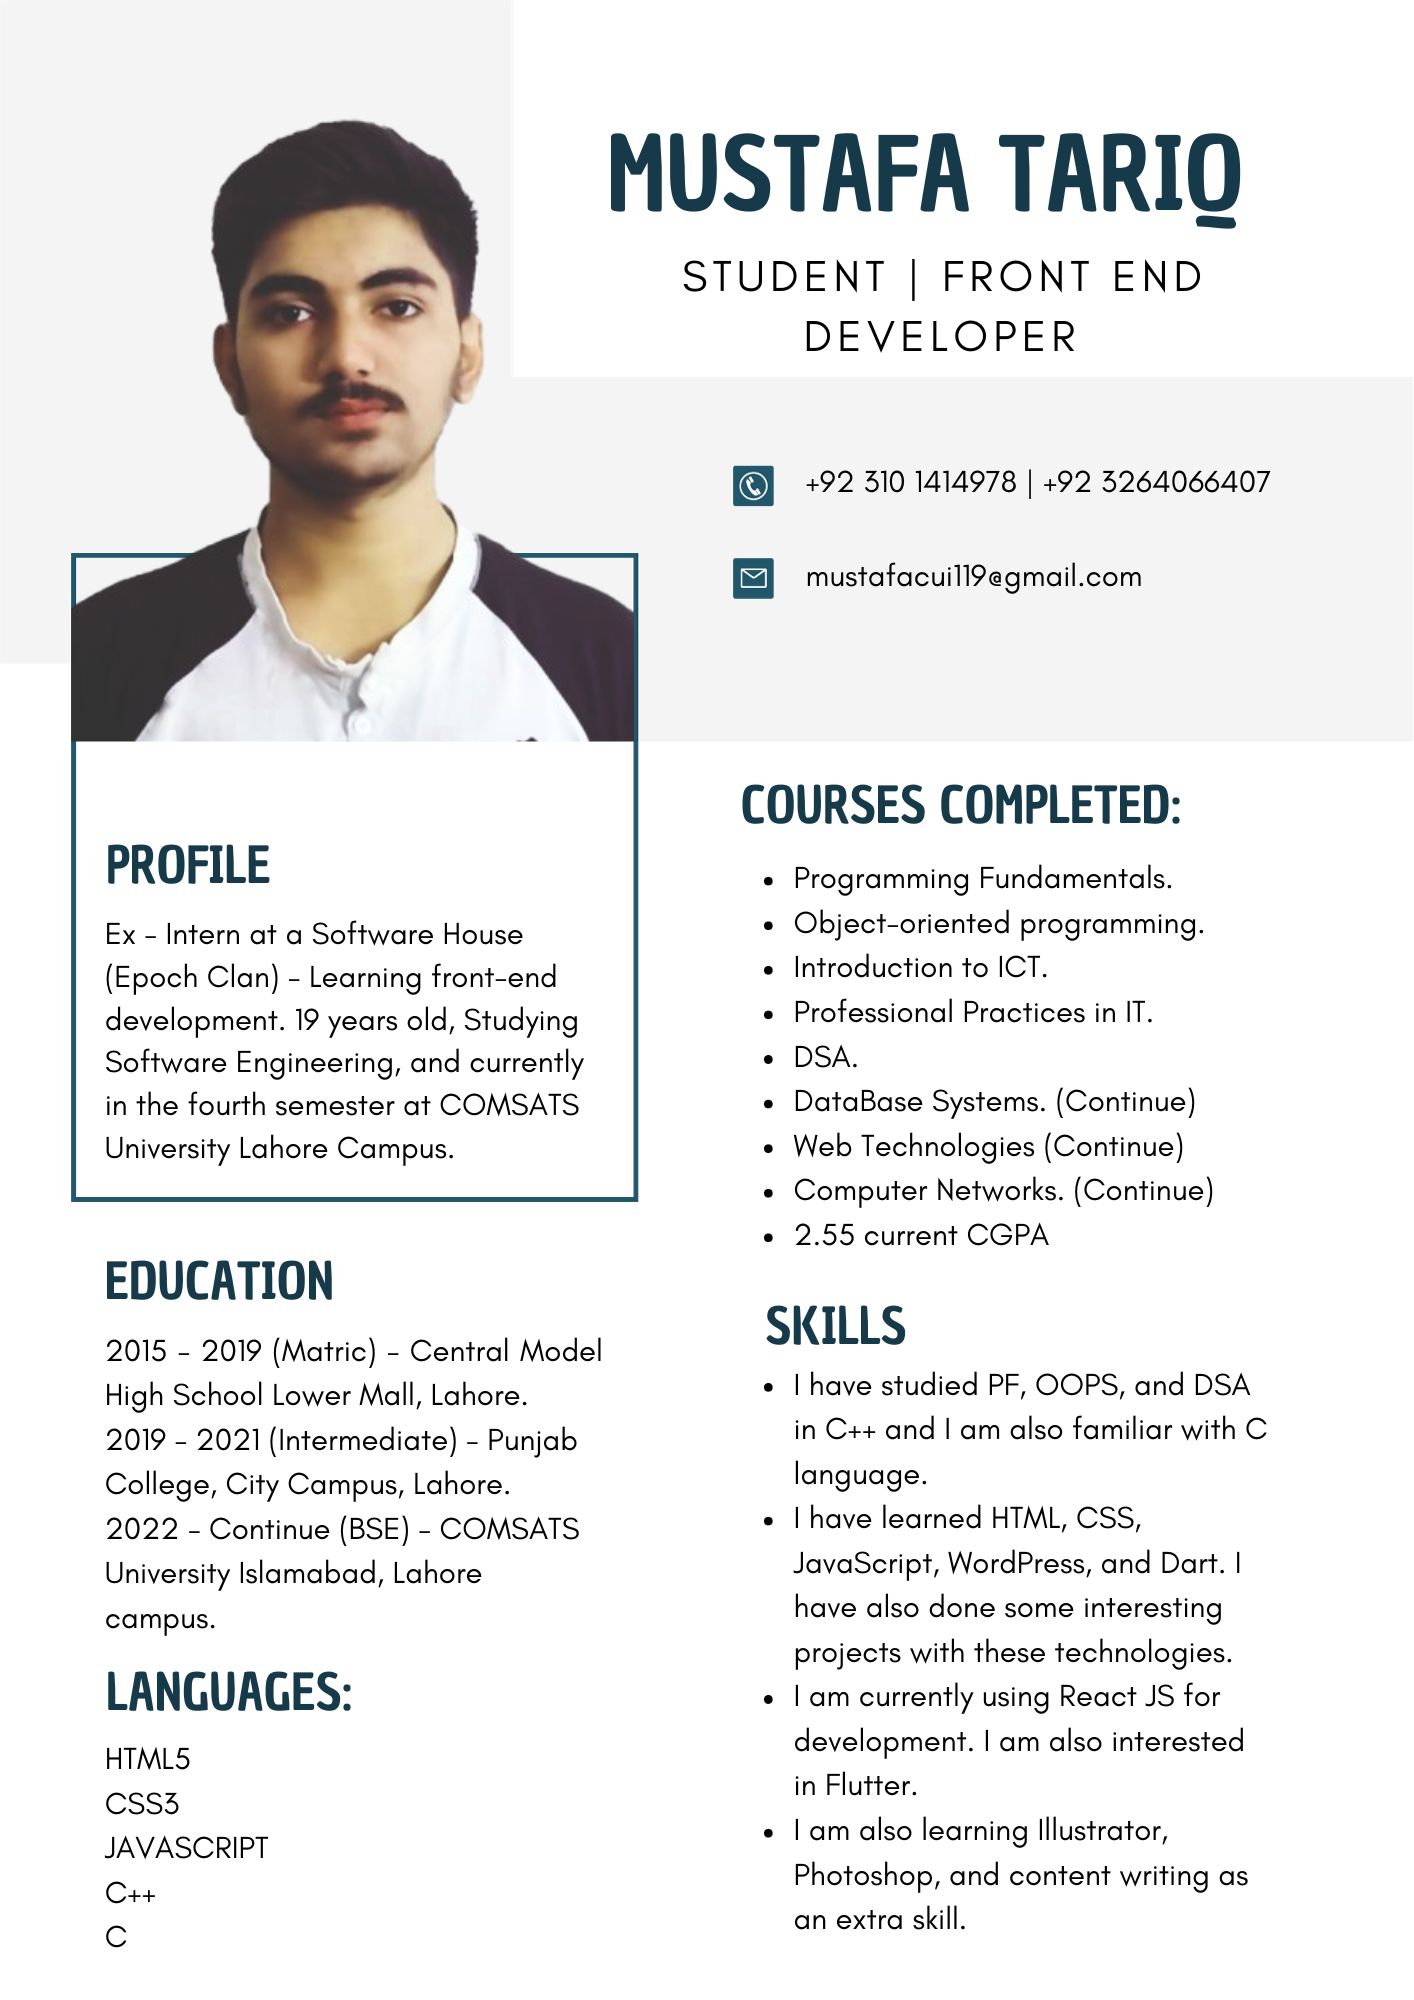 MUSTAFA TARIQ
STUDENT | FRONT END
DEVELOPER
+92 310 1414978 | +92 3264066407
mustafacui119@gmail.com
PROFILE
Ex - Intern at a Software House
(Epoch Clan) - Learning front-end
development. 19 years old, Studying
Software Engineering, and currently
in the fourth semester at COMSATS
University Lahore Campus.
EDUCATION
2015 - 2019 (Matric) - Central Model
High School Lower Mall, Lahore.
2019 - 2021 (Intermediate) - Punjab
College, City Campus, Lahore.
2022 - Continue (BSE) - COMSATS
University Islamabad, Lahore
campus.
LANGUAGES:
HTML5
CSS3
JAVASCRIPT
C++
C
COURSES COMPLETED:
• Programming Fundamentals.
• Object-oriented programming.
• Introduction to ICT.
• Professional Practices in IT.
• DSA.
• DataBase Systems. (Continue)
• Web Technologies (Continue)
• Computer Networks. (Continue)
• 2.55 current CGPA
SKILLS
• I have studied PF, OOPS, and DSA
in C++ and I am also familiar with C
language.
• I have learned HTML, CSS,
JavaScript, WordPress, and Dart. I
have also done some interesting
projects with these technologies.
• I am currently using React JS for
development. I am also interested
in Flutter.
• I am also learning Illustrator,
Photoshop, and content writing as
an extra skill.